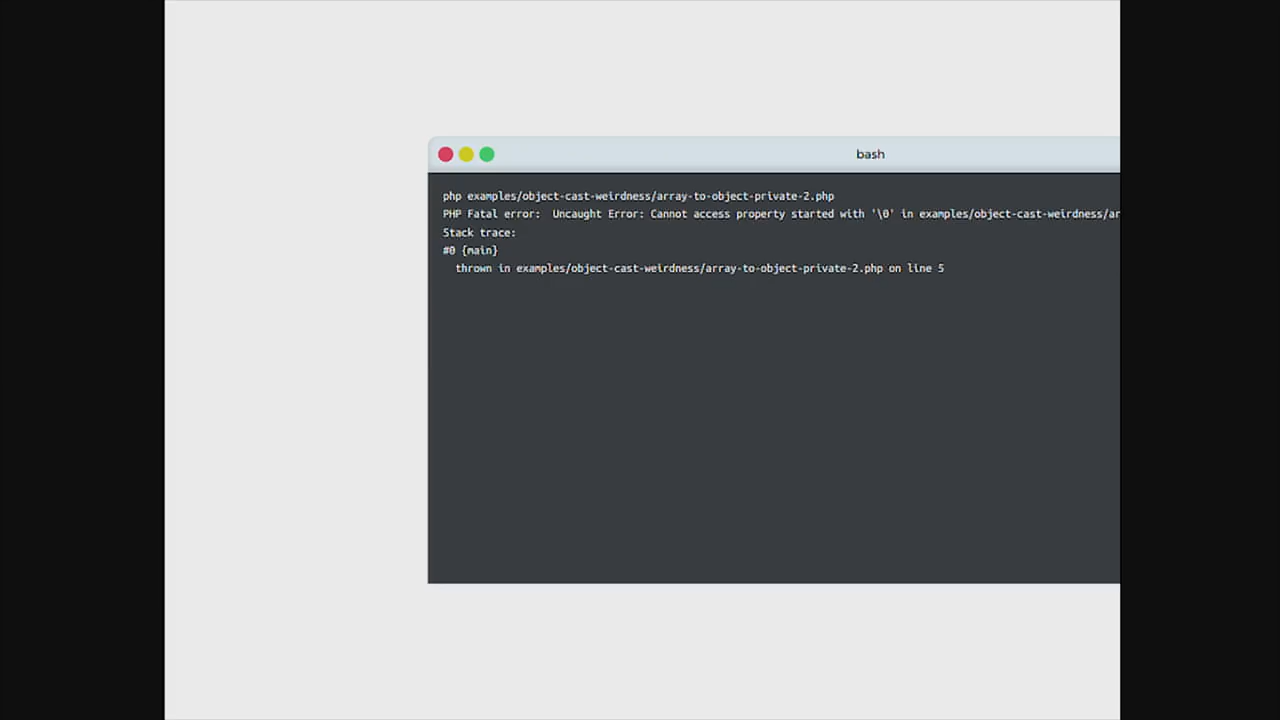 bash
php examples/object-cast-weirdness/array-to-object-private-2.php
PHP Fatal error:  Uncaught Error: Cannot access property started with '\0' in examples/object-cast-weirdness/ar
Stack trace:
#0 {main}
  thrown in examples/object-cast-weirdness/array-to-object-private-2.php on line 5